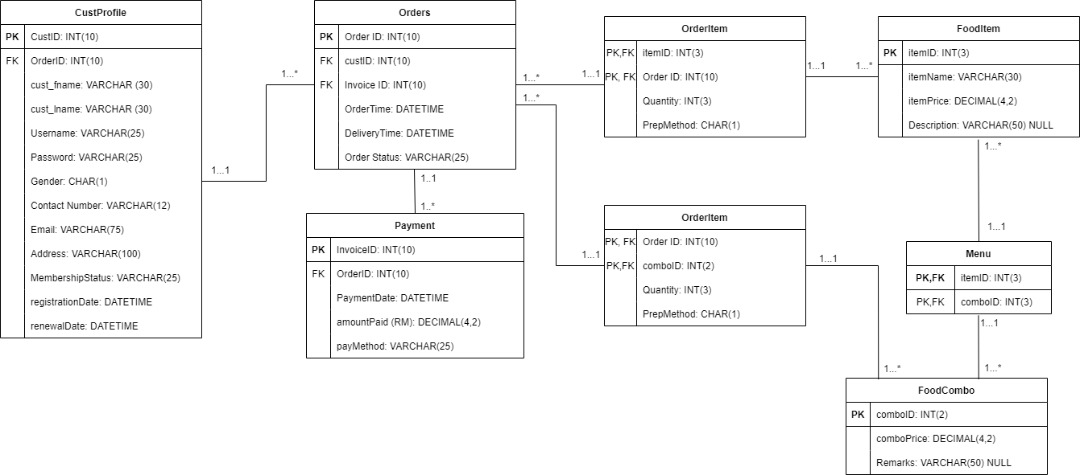 CustProfile
PK CustID: INT(10)
FK OrderID: INT(10)
cust_fname: VARCHAR (30)
cust_lname: VARCHAR (30)
Username: VARCHAR(25)
Password: VARCHAR(25)
Gender: CHAR(1)
Contact Number: VARCHAR(12)
Email: VARCHAR(75)
Address: VARCHAR(100)
MembershipStatus: VARCHAR(25)
registrationDate: DATETIME
renewalDate: DATETIME
1...1
1...*
Orders
PK Order ID: INT(10)
FK custID: INT(10)
FK Invoice ID: INT(10)
OrderTime: DATETIME
DeliveryTime: DATETIME
Order Status: VARCHAR(25)
1...*
1...*
1..1
1..*
Payment
PK InvoiceID: INT(10)
FK OrderID: INT(10)
PaymentDate: DATETIME
amountPaid (RM): DECIMAL(4,2)
payMethod: VARCHAR(25)
1...1
OrderItem
PK,FK itemID: INT(3)
PK, FK Order ID: INT(10)
Quantity: INT(3)
PrepMethod: CHAR(1)
1...1
1...*
1...1
OrderItem
PK, FK Order ID: INT(10)
PK,FK comboID: INT(2)
Quantity: INT(3)
PrepMethod: CHAR(1)
1...1
1...*
FoodItem
PK itemID: INT(3)
itemName: VARCHAR(30)
itemPrice: DECIMAL(4,2)
Description: VARCHAR(50) NULL
1...*
1...1
Menu
PK,FK itemID: INT(3)
PK,FK comboID: INT(3)
1...1
1...*
FoodCombo
PK comboID: INT(2)
comboPrice: DECIMAL(4,2)
Remarks: VARCHAR(50) NULL